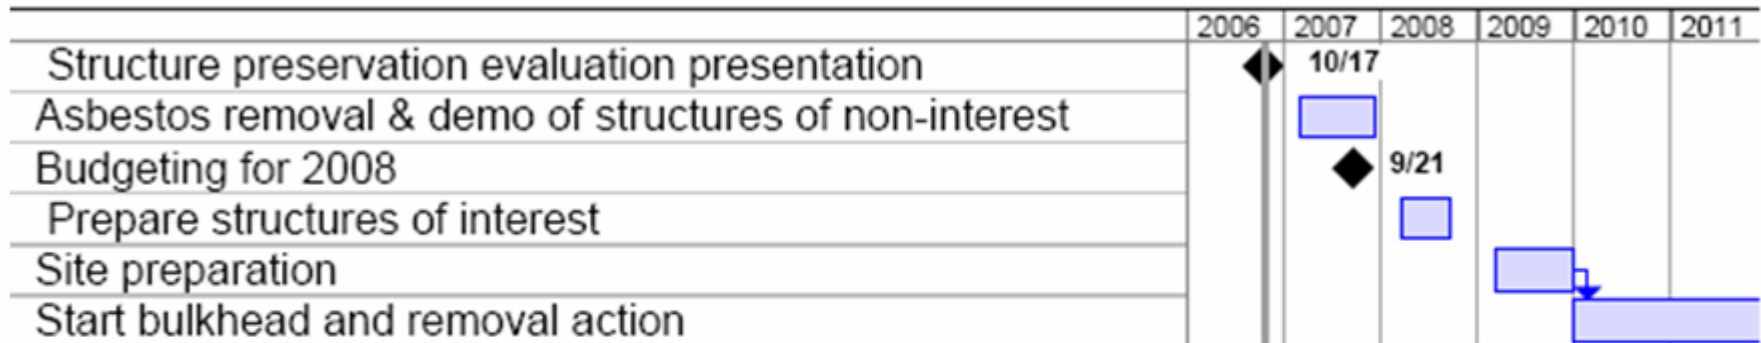 2006 2007 2008 2009 2010 2011
Structure preservation evaluation presentation 10/17
Asbestos removal & demo of structures of non-interest
Budgeting for 2008 9/21
Prepare structures of interest
Site preparation
Start bulkhead and removal action